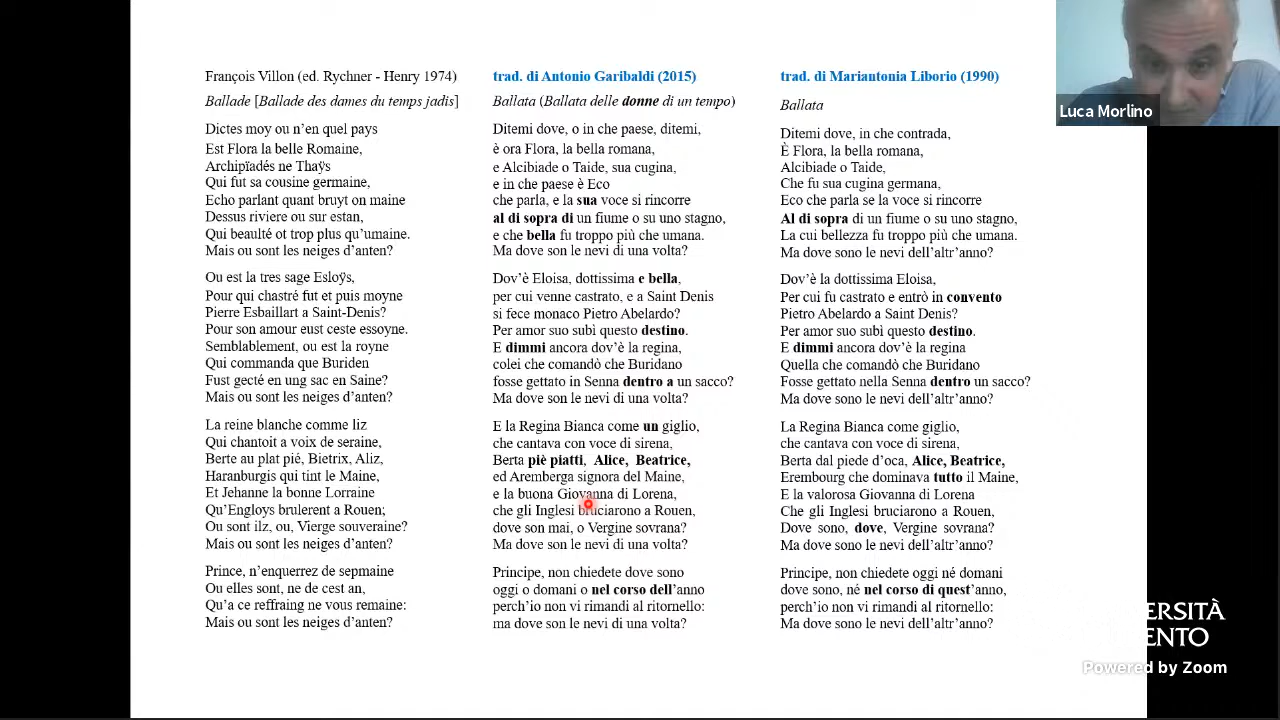 François Villon (ed. Rychner - Henry 1974)
Ballade [Ballade des dames du temps jadis]
Dictes moy ou n'en quel pays
Est Flora la belle Romaine,
Archipïadés ne Thaÿs
Qui fut sa cousine germaine,
Echo parlant quant bruyt on maine
Dessus riviere ou sur estan,
Qui beaulté ot trop plus qu'umaine.
Mais ou sont les neiges d'anten?
Ou est la tres sage Esloÿs,
Pour qui chastré fut et puis moyne
Pierre Esbaillart a Saint-Denis?
Pour son amour eust ceste essoyne.
Semblablement, ou est la royne
Qui commanda que Buriden
Fust gecté en ung sac en Saine?
Mais ou sont les neiges d'anten?
La reine blanche comme liz
Qui chantoit a voix de seraine,
Berte au plat pié, Bietrix, Aliz,
Haranburgis qui tint le Maine,
Et Jehanne la bonne Lorraine
Qu'Engloys brulerent a Rouen;
Ou sont ilz, ou, Vierge souveraine?
Mais ou sont les neiges d'anten?
Prince, n'enquerrez de sepmaine
Ou elles sont, ne de cest an,
Qu'a ce reffraing ne vous remaine:
Mais ou sont les neiges d'anten?
trad. di Antonio Garibaldi (2015)
Ballata (Ballata delle donne di un tempo)
Ditemi dove, o in che paese, ditemi,
è ora Flora, la bella romana,
e Alcibiade o Taide, sua cugina,
e in che paese è Eco
che parla, e la sua voce si rincorre
al di sopra di un fiume o su uno stagno,
e che bella fu troppo più che umana.
Ma dove son le nevi di una volta?
Dov'è Eloisa, dottissima e bella,
per cui venne castrato, e a Saint Denis
si fece monaco Pietro Abelardo?
Per amor suo subì questo destino.
E dimmi ancora dov'è la regina,
colei che comandò che Buridano
fosse gettato in Senna dentro a un sacco?
Ma dove son le nevi di una volta?
E la Regina Bianca come un giglio,
che cantava con voce di sirena,
Berta piè piatti, Alice, Beatrice,
ed Aremberga signora del Maine,
e la buona Giovanna di Lorena,
che gli Inglesi bruciarono a Rouen,
dove son mai, o Vergine sovrana?
Ma dove son le nevi di una volta?
Principe, non chiedete dove sono
oggi o domani o nel corso dell'anno
perch'io non vi rimandi al ritornello:
ma dove son le nevi di una volta?
trad. di Mariantonia Liborio (1990)
Ballata
Ditemi dove, in che contrada,
È Flora, la bella romana,
Alcibiade o Taide,
Che fu sua cugina germana,
Eco che parla se la voce si rincorre
Al di sopra di un fiume o su uno stagno,
La cui bellezza fu troppo più che umana.
Ma dove sono le nevi dell'altr'anno?
Dov'è la dottissima Eloisa,
Per cui fu castrato e entrò in convento
Pietro Abelardo a Saint Denis?
Per amor suo subì questo destino.
E dimmi ancora dov'è la regina
Quella che comandò che Buridano
Fosse gettato nella Senna dentro un sacco?
Ma dove sono le nevi dell'altr'anno?
La Regina Bianca come giglio,
che cantava con voce di sirena,
Berta dal piede d'oca, Alice, Beatrice,
Erembourg che dominava tutto il Maine,
E la valorosa Giovanna di Lorena
Che gli Inglesi bruciarono a Rouen,
Dove sono, dove, Vergine sovrana?
Ma dove sono le nevi dell'altr'anno?
Principe, non chiedete oggi né domani
dove sono, né nel corso di quest'anno,
perch'io non vi rimandi al ritornello:
Ma dove sono le nevi dell'altr'anno?
Luca Morlino
ERSITÀ
ENTO
Powered by Zoom